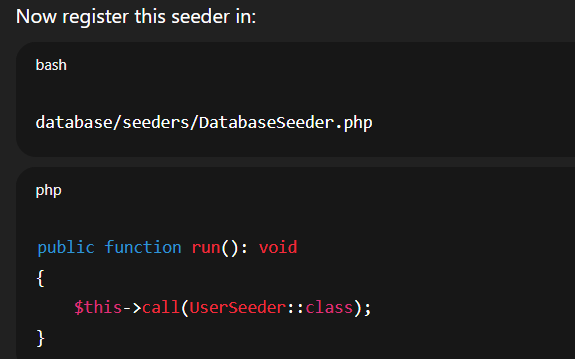 Now register this seeder in:
bash
database/seeders/DatabaseSeeder.php
php
public function run(): void
{
    $this->call(UserSeeder::class);
}